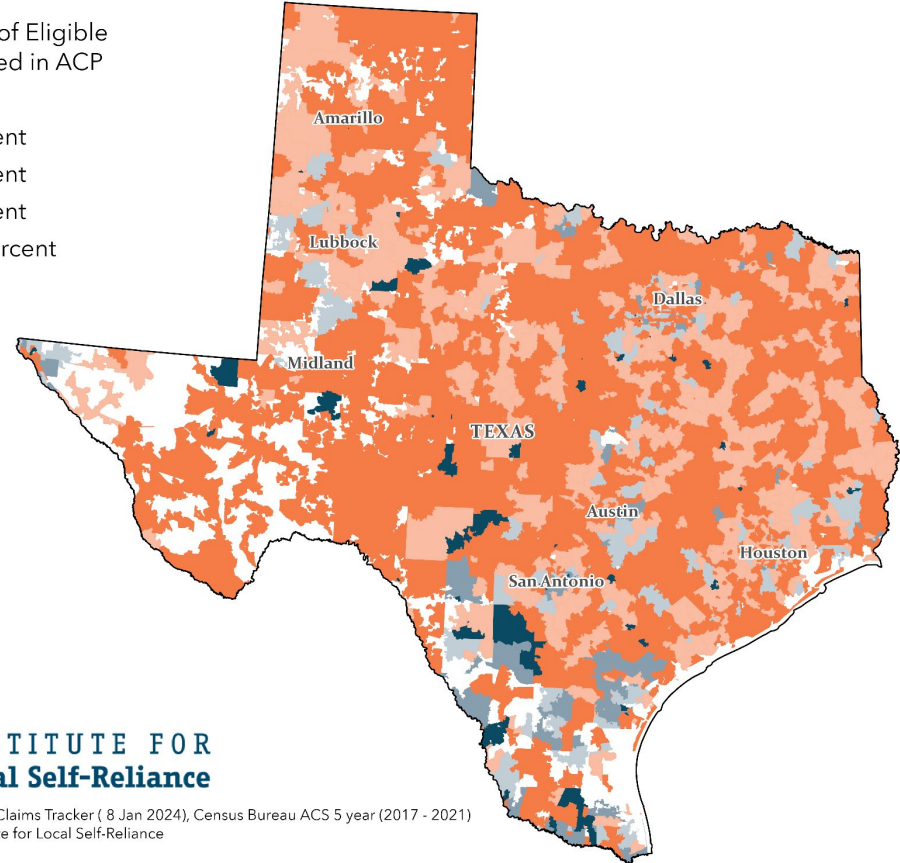 of Eligible
ed in ACP
ent
ent
ent
rcent
Amarillo
Lubbock
Dallas
Midland
TEXAS
Austin
Houston
San Antonio
TITUTE FOR
al Self-Reliance
Claims Tracker ( 8 Jan 2024), Census Bureau ACS 5 year (2017 - 2021)
te for Local Self-Reliance